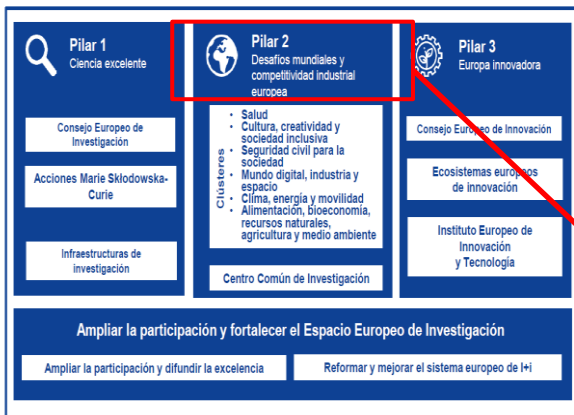 Pilar 1
Ciencia excelente
Consejo Europeo de
Investigación
Acciones Marie Skłodowska-
Curie
Infraestructuras de
investigación
Pilar 2
Desafíos mundiales y
competitividad industrial
europea
Clústeres
• Salud
• Cultura, creatividad y
sociedad inclusiva
• Seguridad civil para la
sociedad
• Mundo digital, industria y
espacio
• Clima, energía y movilidad
• Alimentación, bioeconomía,
recursos naturales,
agricultura y medio ambiente
Centro Común de Investigación
Pilar 3
Europa innovadora
Consejo Europeo de Innovación
Ecosistemas europeos
de innovación
Instituto Europeo de
Innovación
y Tecnología
Ampliar la participación y fortalecer el Espacio Europeo de Investigación
Ampliar la participación y difundir la excelencia
Reformar y mejorar el sistema europeo de I+i